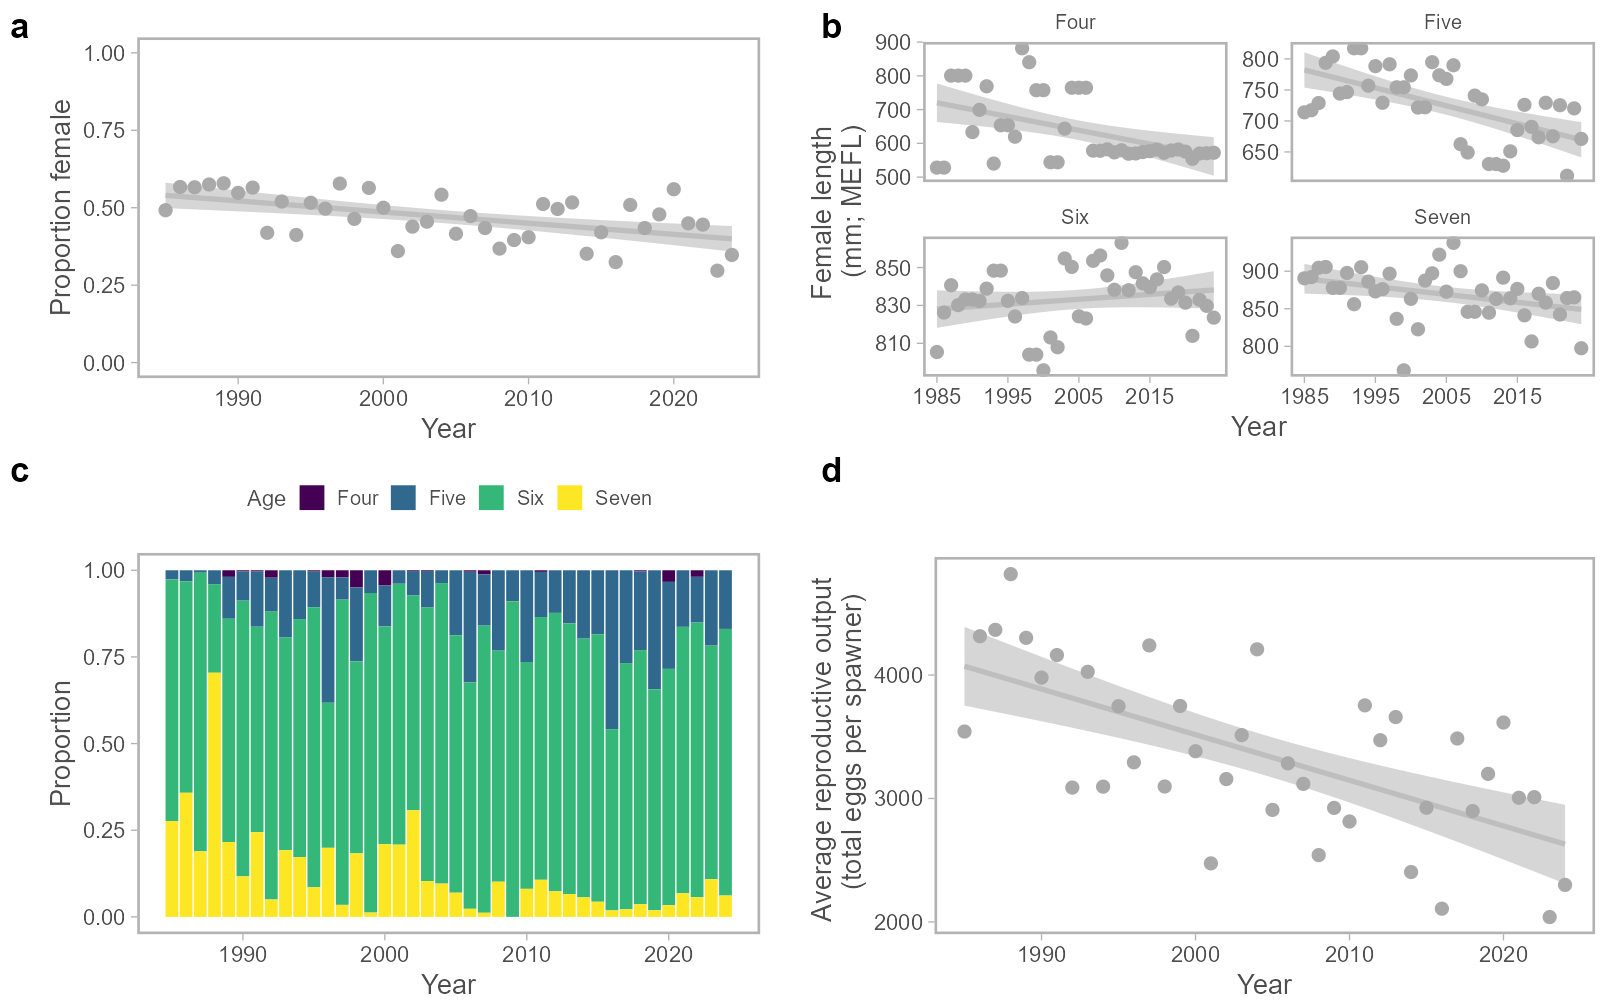 a
1.00
0.75
0.50
0.25
0.00
Proportion female
1990 2000 2010 2020
Year
b
Four Five
900
800
700
600
500
800
750
700
650
Female length
(mm; MEFL)
Six Seven
850
830
810
900
850
800
1985 1995 2005 2015
1985 1995 2005 2015
Year
c
Age Four Five Six Seven
1.00
0.75
0.50
0.25
0.00
Proportion
1990 2000 2010 2020
Year
d
Average reproductive output
(total eggs per spawner)
4000
3000
2000
1990 2000 2010 2020
Year